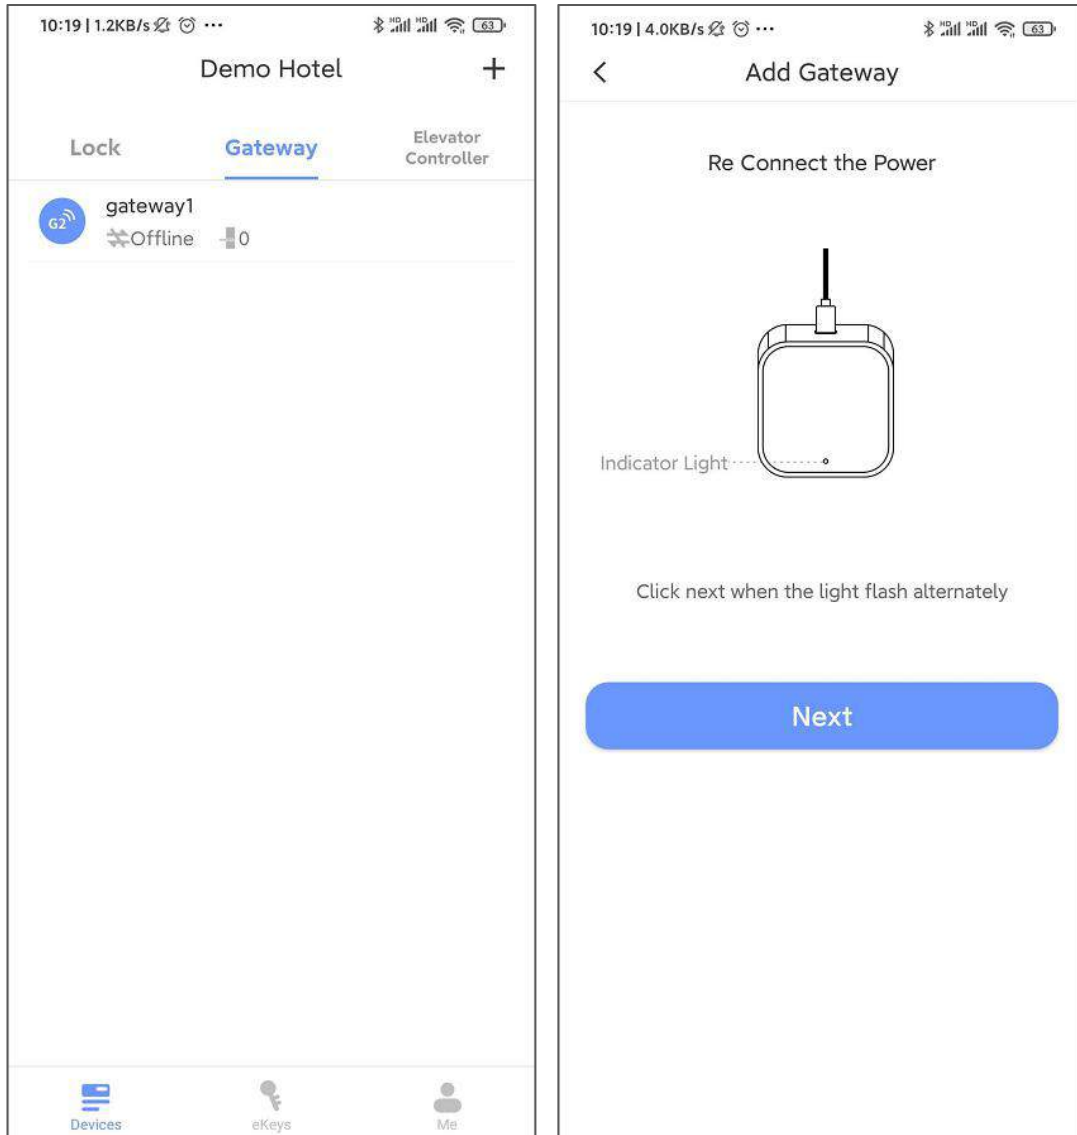 10:19 | 1.2KB/s ··· 63
Demo Hotel +
Lock Gateway Elevator Controller
G2 gateway1
Offline 0
Devices eKeys Me
10:19 | 4.0KB/s ··· 63
Add Gateway
Re Connect the Power
Indicator Light
Click next when the light flash alternately
Next